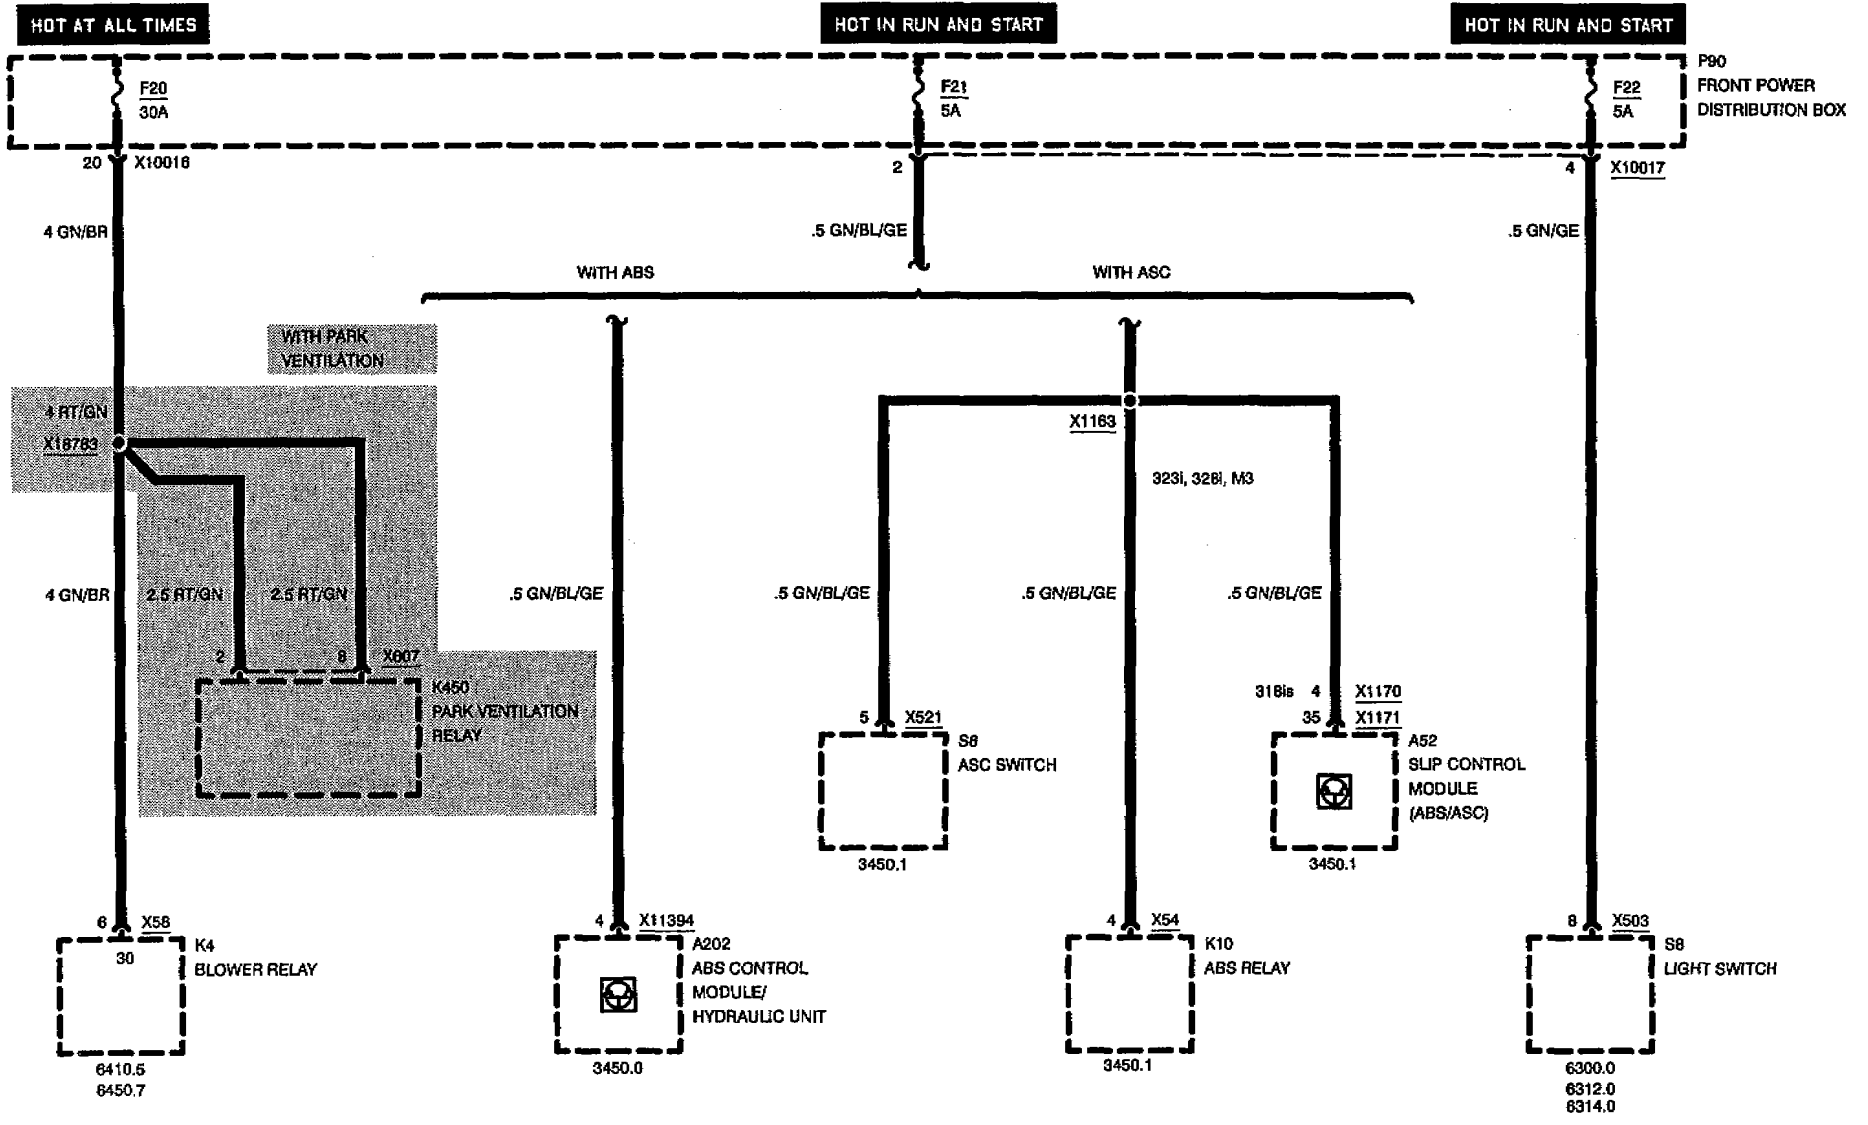 HOT AT ALL TIMES
HOT IN RUN AND START
HOT IN RUN AND START
P90
FRONT POWER
DISTRIBUTION BOX
F20
30A
F21
5A
F22
5A
20
X10016
2
4
X10017
4 GN/BR
.5 GN/BL/GE
.5 GN/GE
WITH ABS
WITH ASC
WITH PARK
VENTILATION
4 RT/GN
X18783
X1163
323i, 328i, M3
4 GN/BR
2.5 RT/GN
2.5 RT/GN
.5 GN/BL/GE
.5 GN/BL/GE
.5 GN/BL/GE
.5 GN/BL/GE
2
8
X607
K450
PARK VENTILATION
RELAY
318is 4 X1170
5
X521
35
X1171
S6
ASC SWITCH
A52
SLIP CONTROL
MODULE
(ABS/ASC)
3450.1
3450.1
6
X58
4
X11394
4
X54
8
X503
30
K4
BLOWER RELAY
A202
ABS CONTROL
MODULE/
HYDRAULIC UNIT
K10
ABS RELAY
S8
LIGHT SWITCH
6410.5
6450.7
3450.0
3450.1
6300.0
6312.0
6314.0